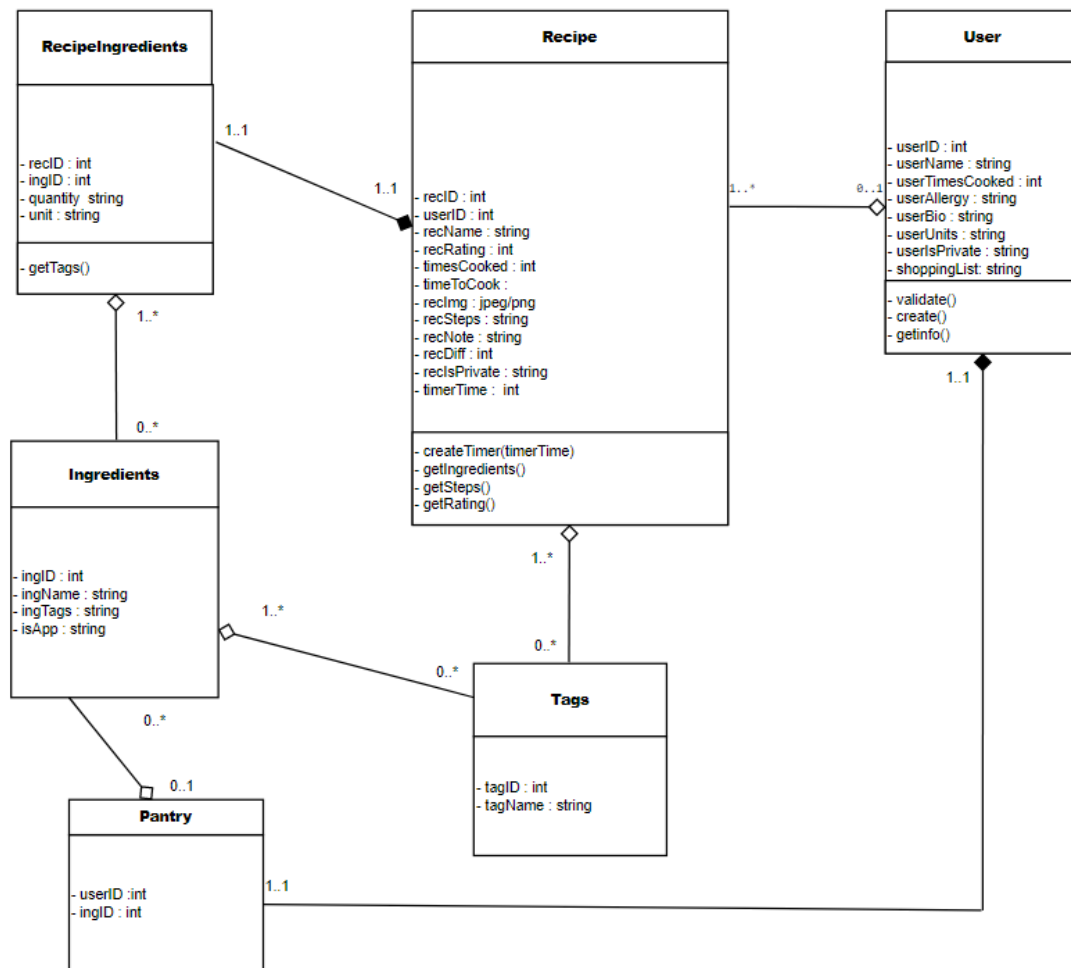 RecipeIngredients
- recID : int
- ingID : int
- quantity string
- unit : string
- getTags()
Recipe
- recID : int
- userID : int
- recName : string
- recRating : int
- timesCooked : int
- timeToCook :
- recImg : jpeg/png
- recSteps : string
- recNote : string
- recDiff : int
- recIsPrivate : string
- timerTime : int
- createTimer(timerTime)
- getIngredients()
- getSteps()
- getRating()
User
- userID : int
- userName : string
- userTimesCooked : int
- userAllergy : string
- userBio : string
- userUnits : string
- userIsPrivate : string
- shoppingList: string
- validate()
- create()
- getinfo()
1..1
1..1
1..*
0..1
1..*
0..*
1..1
Ingredients
- ingID : int
- ingName : string
- ingTags : string
- isApp : string
1..*
0..*
1..*
0..*
Tags
- tagID : int
- tagName : string
0..*
0..1
Pantry
- userID :int
- ingID : int
1..1